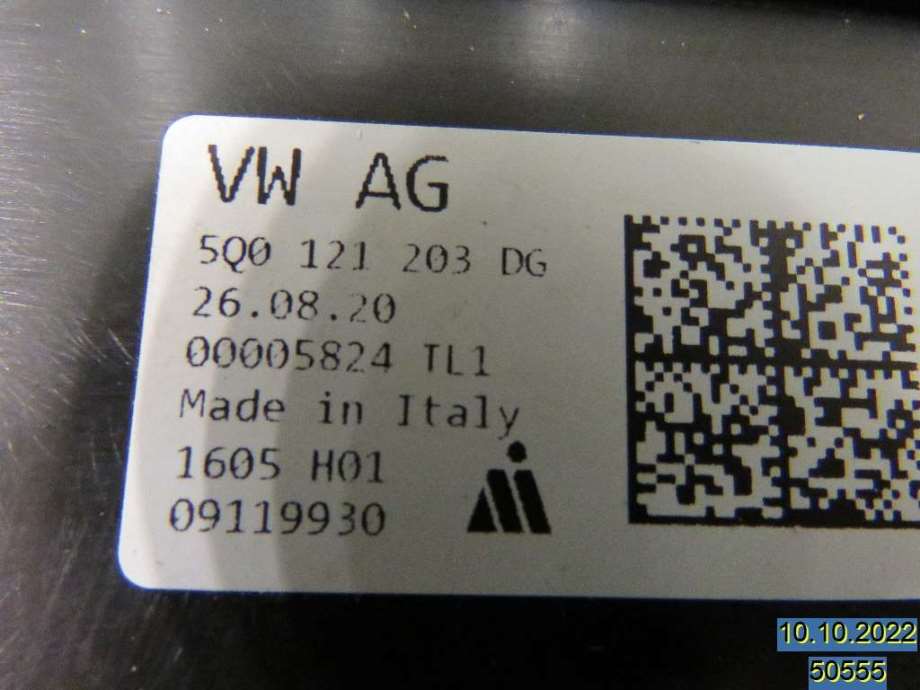 VW AG
5Q0 121 203 DG
26.08.20
00005824 TL1
Made in Italy
1605 H01
09119930
10.10.2022
50555